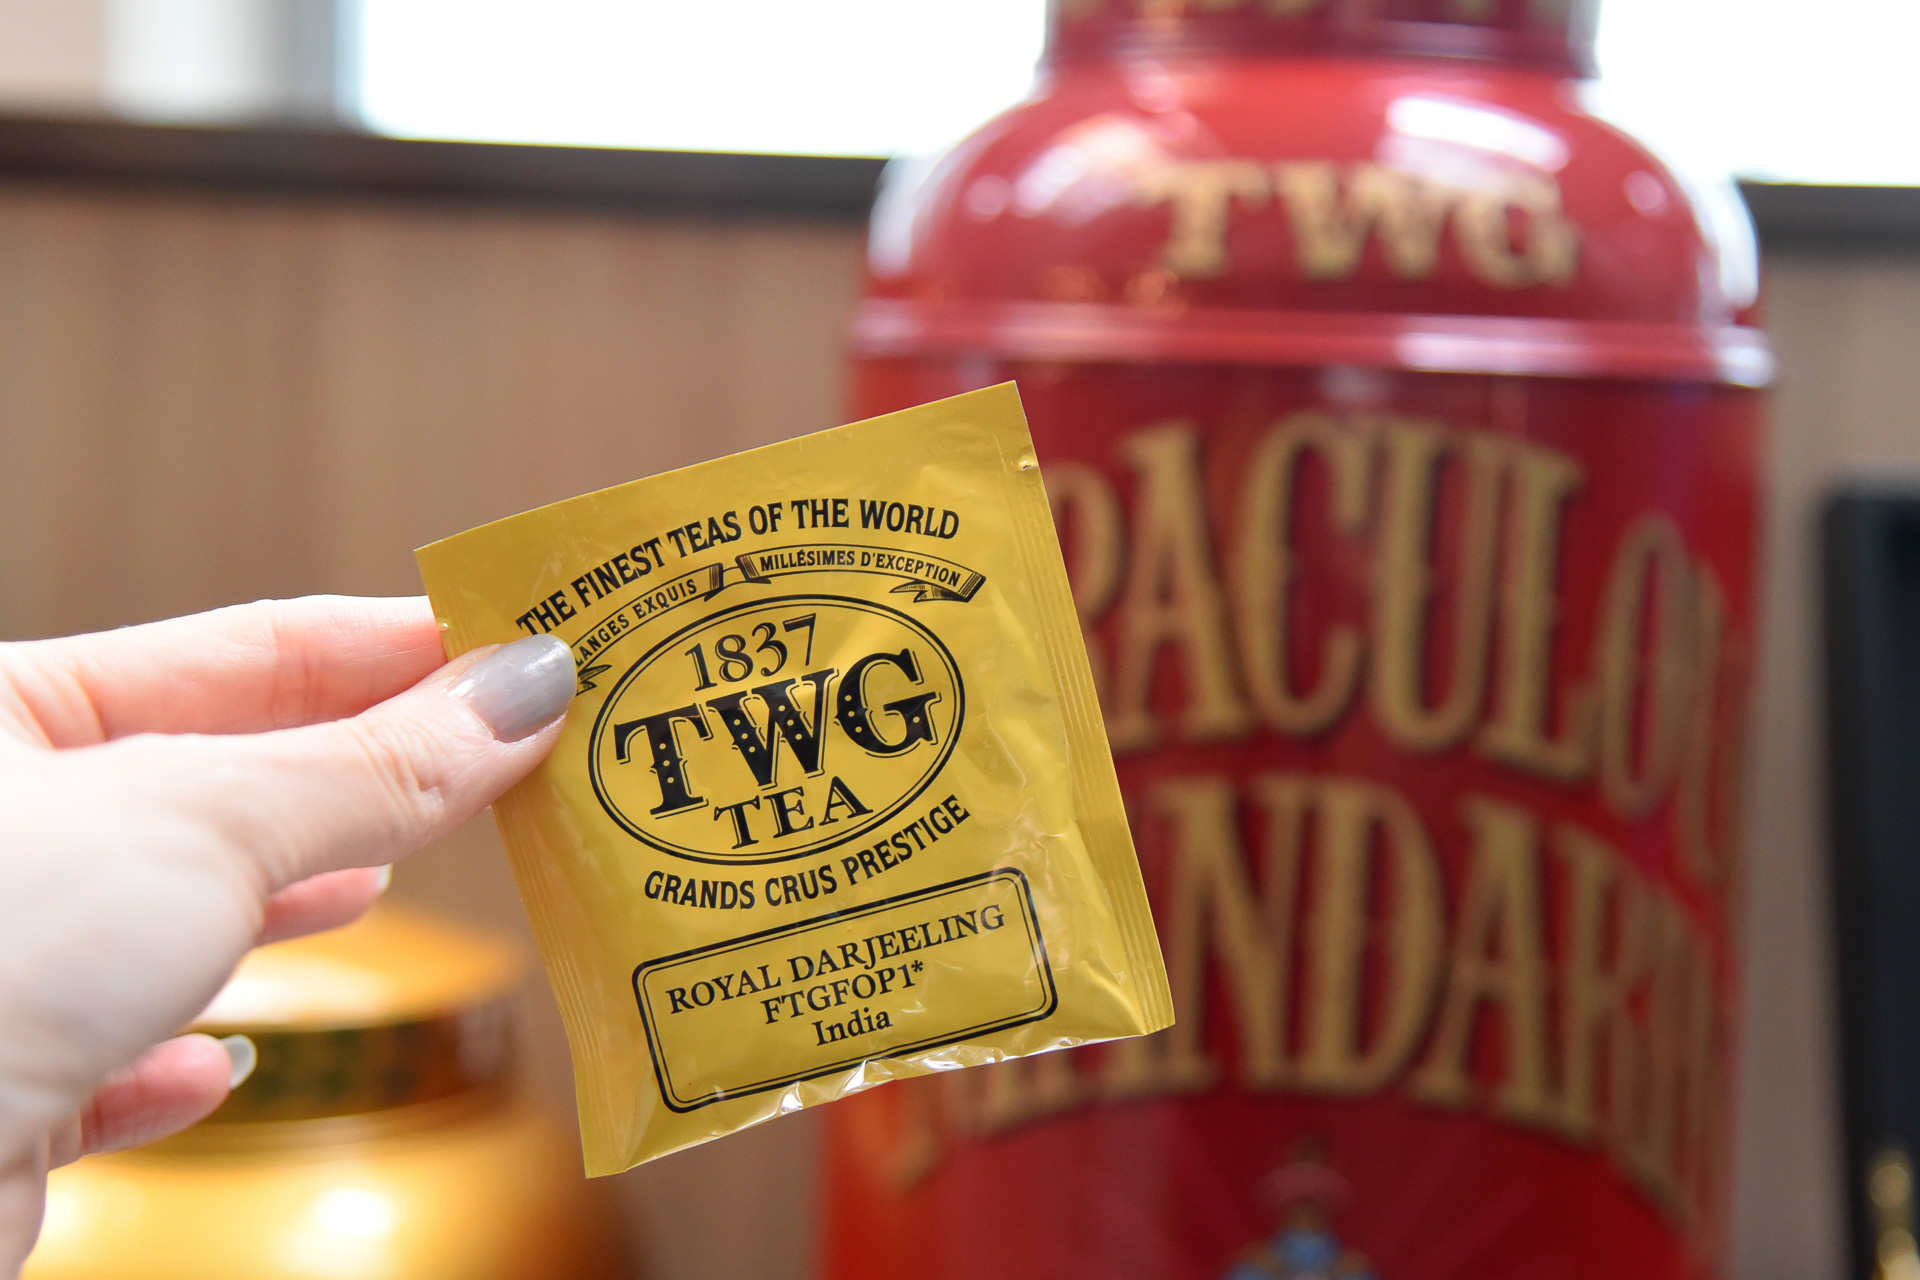 THE FINEST TEAS OF THE WORLD
EXQUIS MILLÉSIMES D'EXCEPTION
1837
TWG
TEA
GRANDS CRUS PRESTIGE
ROYAL DARJEELING
FTGFOP1*
India
TWG